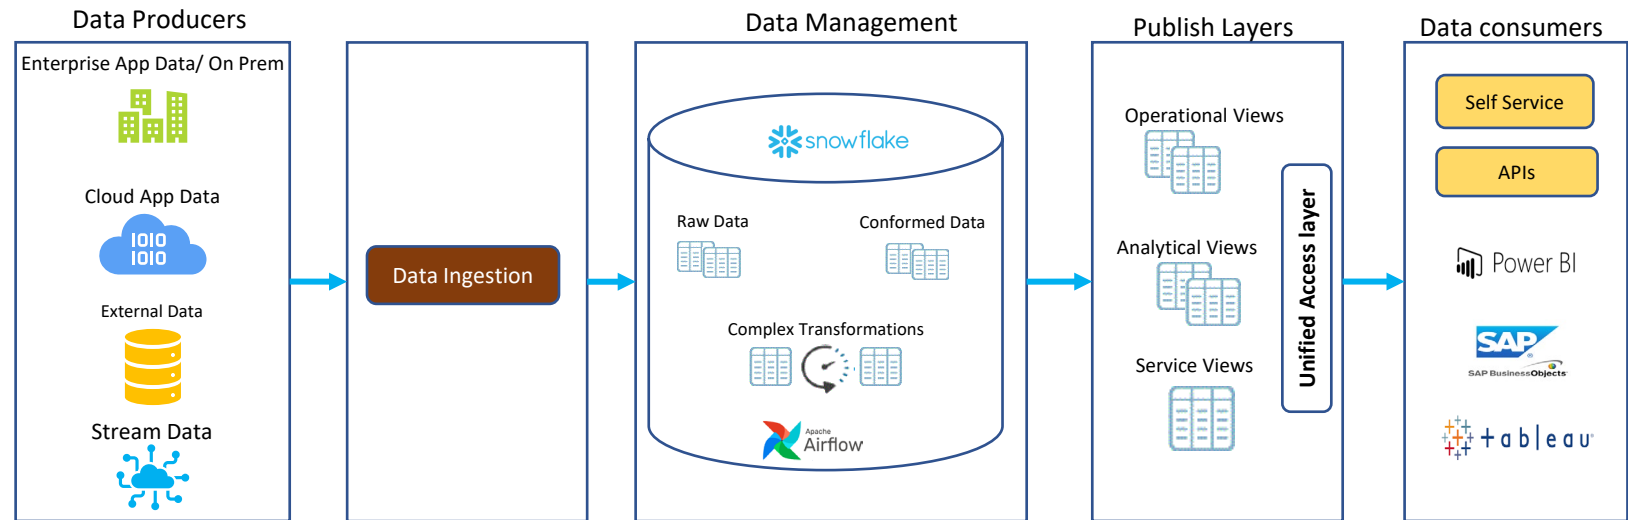 Data Producers
Enterprise App Data/ On Prem
Cloud App Data
1010
1010
External Data
Stream Data
Data Ingestion
Data Management
snowflake
Raw Data
Conformed Data
Complex Transformations
Apache
Airflow
Publish Layers
Operational Views
Analytical Views
Service Views
Unified Access layer
Data consumers
Self Service
APIs
Power BI
SAP
SAP BusinessObjects
+ableau